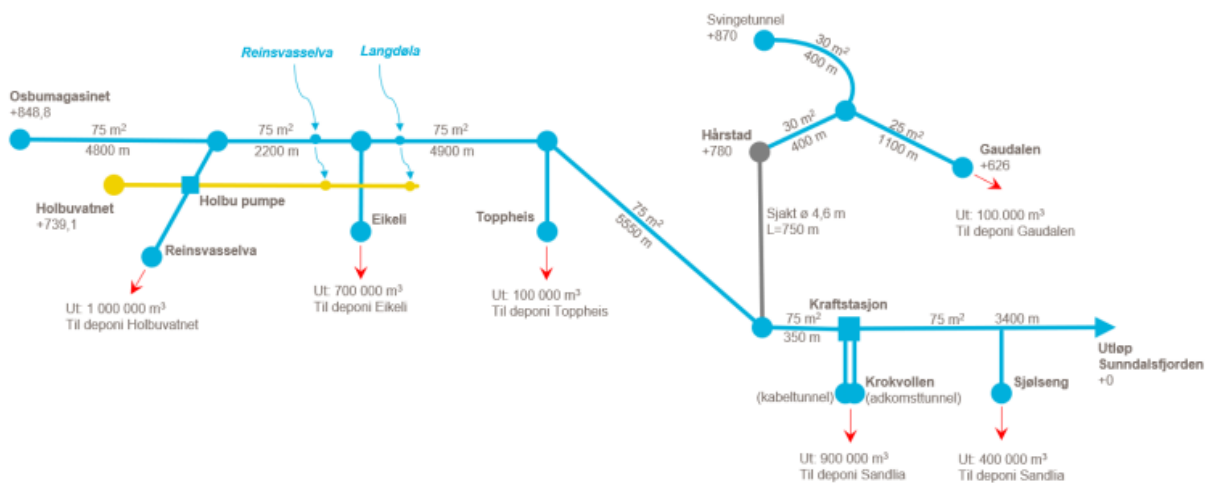 Svingetunnel
+870
30 m²
400 m
Reinsvasselva
Langdøla
Osbumagasinet
+848,8
75 m²
4800 m
75 m²
2200 m
75 m²
4900 m
30 m²
400 m
25 m²
1100 m
Hårstad
+780
Gaudalen
+626
Holbuvatnet
+739,1
Holbu pumpe
Eikeli
Toppheis
75 m²
5550 m
Sjakt ø 4,6 m
L=750 m
Ut: 100.000 m³
Til deponi Gaudalen
Reinsvasselva
Ut: 1 000 000 m³
Til deponi Holbuvatnet
Ut: 700 000 m³
Til deponi Eikeli
Ut: 100 000 m³
Til deponi Toppheis
Kraftstasjon
75 m²
350 m
75 m²
3400 m
Utløp
Sunndalsfjorden
+0
(kabeltunnel)
Krokvollen
(adkomsttunnel)
Sjølseng
Ut: 900 000 m³
Til deponi Sandlia
Ut: 400 000 m³
Til deponi Sandlia